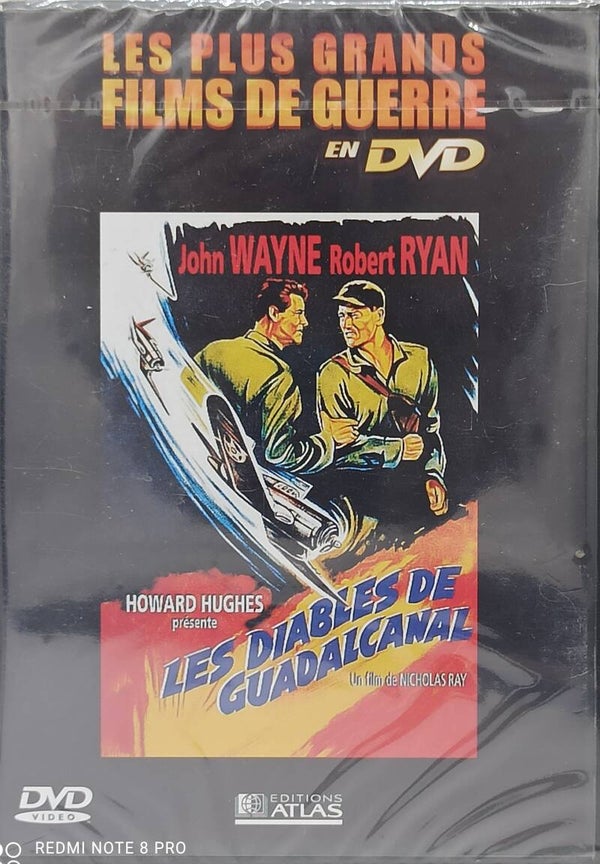 LES PLUS GRANDS
FILMS DE GUERRE
EN DVD
John WAYNE Robert RYAN
HOWARD HUGHES
présente
LES DIABLES DE
GUADALCANAL
Un film de NICHOLAS RAY
DVD
VIDEO
EDITIONS
ATLAS
REDMI NOTE 8 PRO